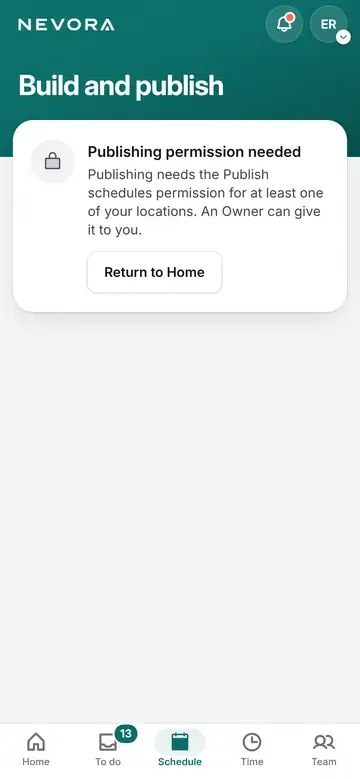 NEVORA
ER
Build and publish
Publishing permission needed
Publishing needs the Publish
schedules permission for at least one
of your locations. An Owner can give
it to you.
Return to Home
13
Home
To do
Schedule
Time
Team